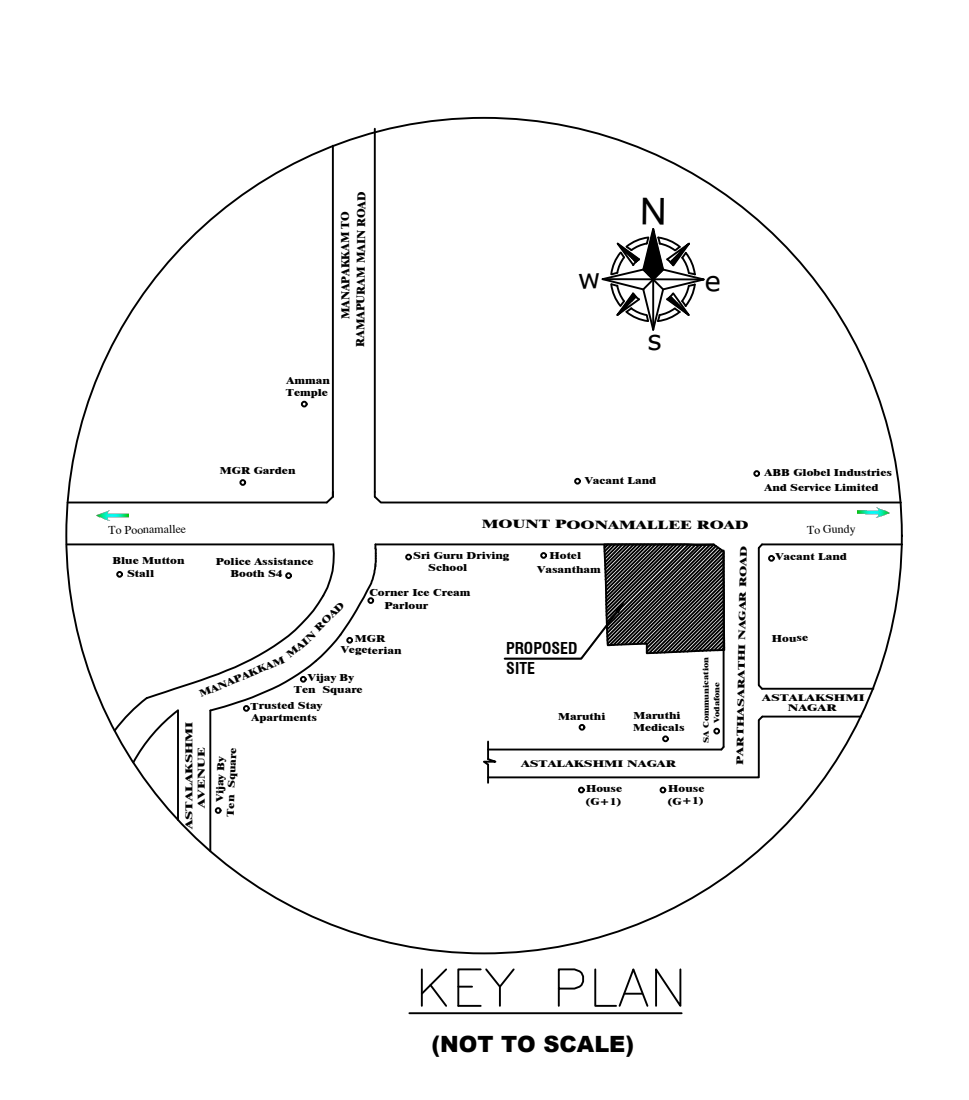 N
w
e
s
MANAPAKKAM TO
RAMAPURAM MAIN ROAD
Amman
Temple
MGR Garden
Vacant Land
ABB Globel Industries
And Service Limited
To Poonamallee
MOUNT POONAMALLEE ROAD
To Gundy
Blue Mutton
Stall
Police Assistance
Booth S4
Sri Guru Driving
School
Hotel
Vasantham
Vacant Land
Corner Ice Cream
Parlour
MANAPAKKAM MAIN ROAD
MGR
Vegeterian
PROPOSED
SITE
PARTHASARATHI NAGAR ROAD
House
Vijay By
Ten Square
Trusted Stay
Apartments
SA Communication
Vodafone
ASTALAKSHMI
NAGAR
Maruthi
Maruthi
Medicals
ASTALAKSHMI
AVENUE
Vijay By
Ten Square
ASTALAKSHMI NAGAR
House
(G+1)
House
(G+1)
KEY PLAN
(NOT TO SCALE)